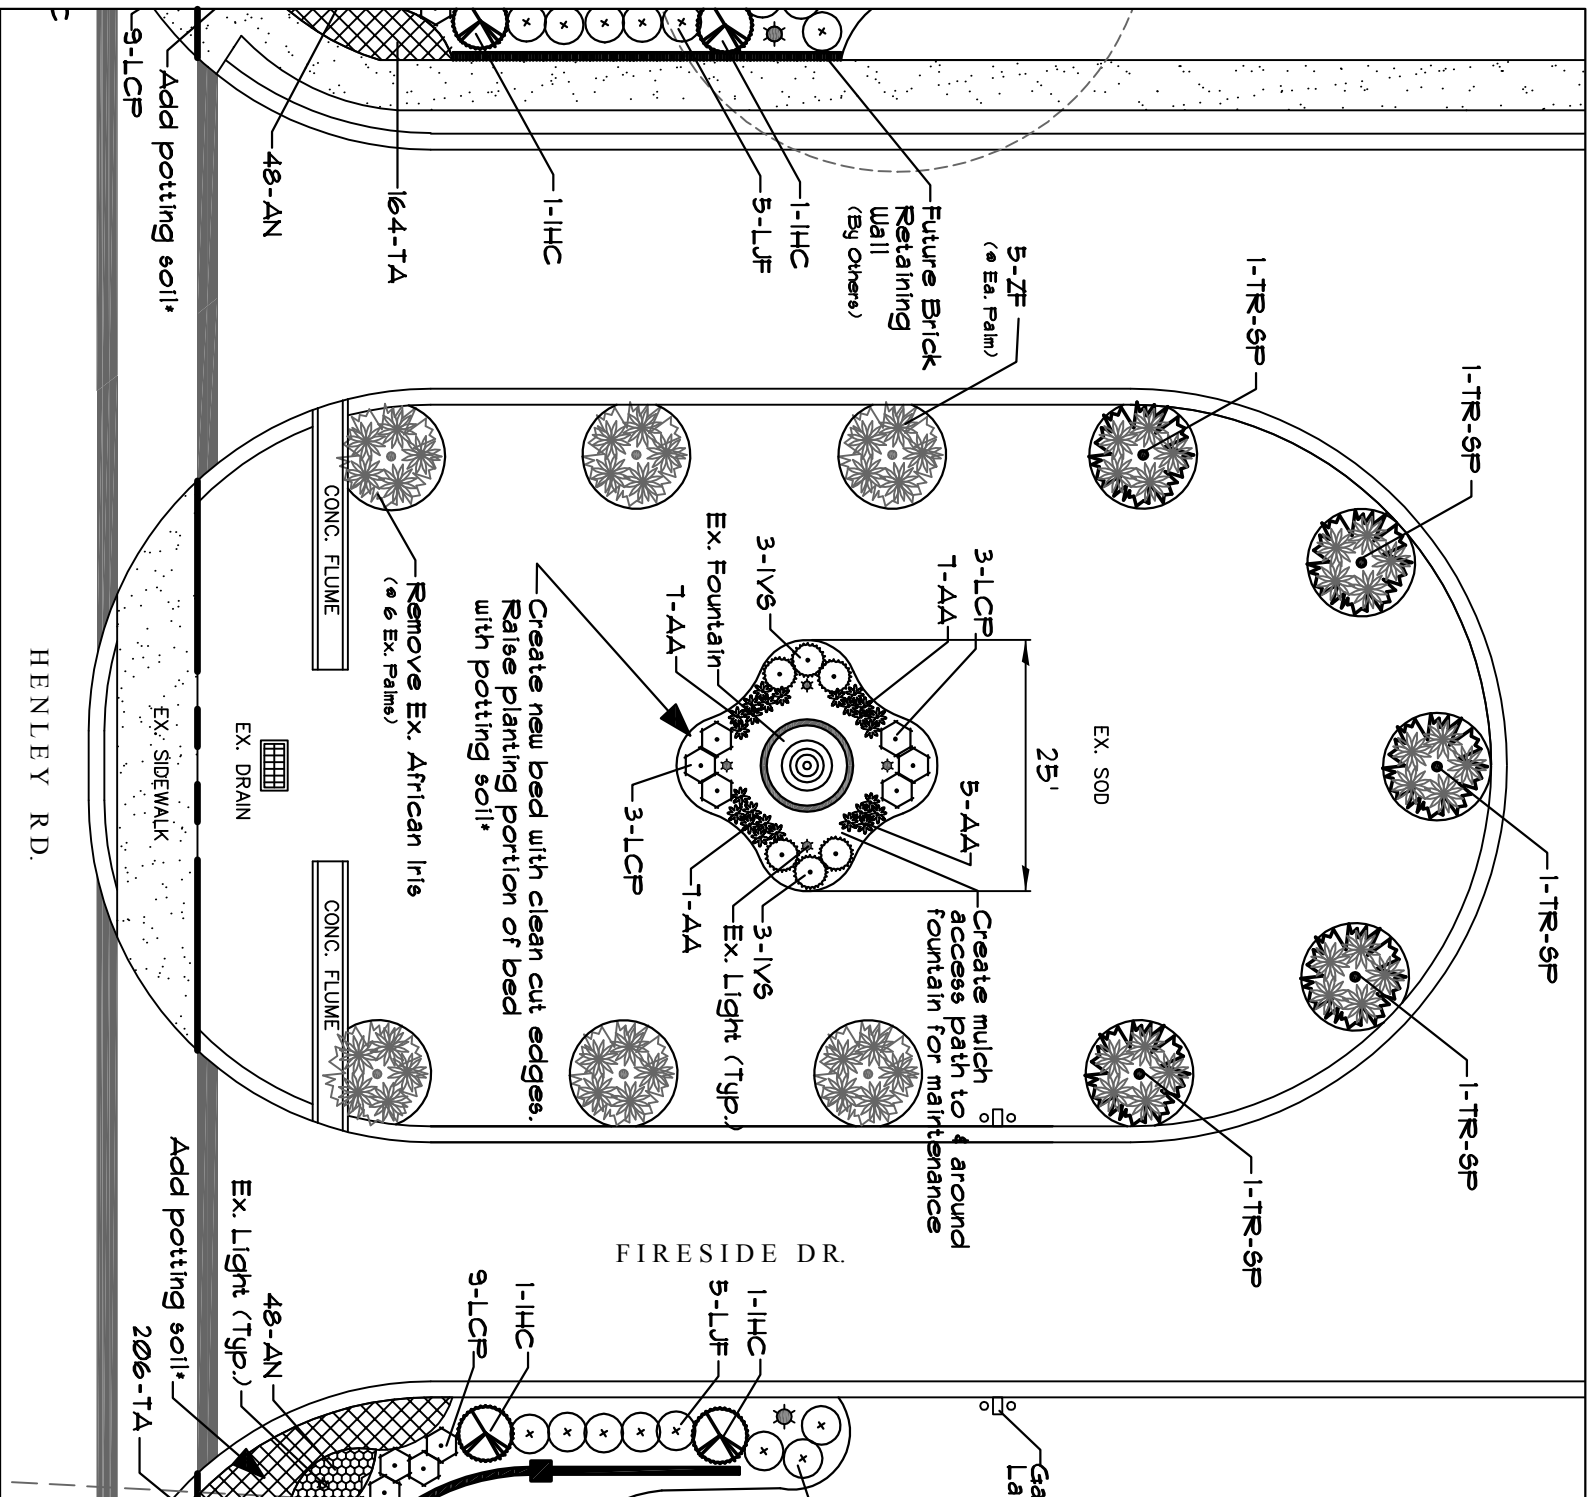 9-LCP
Add potting soil*
48-AN
164-TA
1-IHC
5-LJF
1-IHC
Future Brick
Retaining
Wall
(By Others)
5-ZF
(@ Ea. Palm)
1-TR-SP
1-TR-SP
1-TR-SP
1-TR-SP
1-TR-SP
CONC. FLUME
Remove Ex. African Iris
(@ 6 Ex. Palms)
Create new bed with clean cut edges.
Raise planting portion of bed
with potting soil*
Ex. Fountain
7-AA
3-IVS
3-LCP
7-AA
25'
EX. SOD
5-AA
3-LCP
7-AA
3-IVS
Ex. Light (Typ.)
Create mulch
access path to & around
fountain for maintenance
HENLEY RD.
EX. SIDEWALK
EX. DRAIN
CONC. FLUME
FIRESIDE DR.
Add potting soil*
Ex. Light (Typ.)
48-AN
206-TA
9-LCP
1-IHC
5-LJF
1-IHC
Ga
La